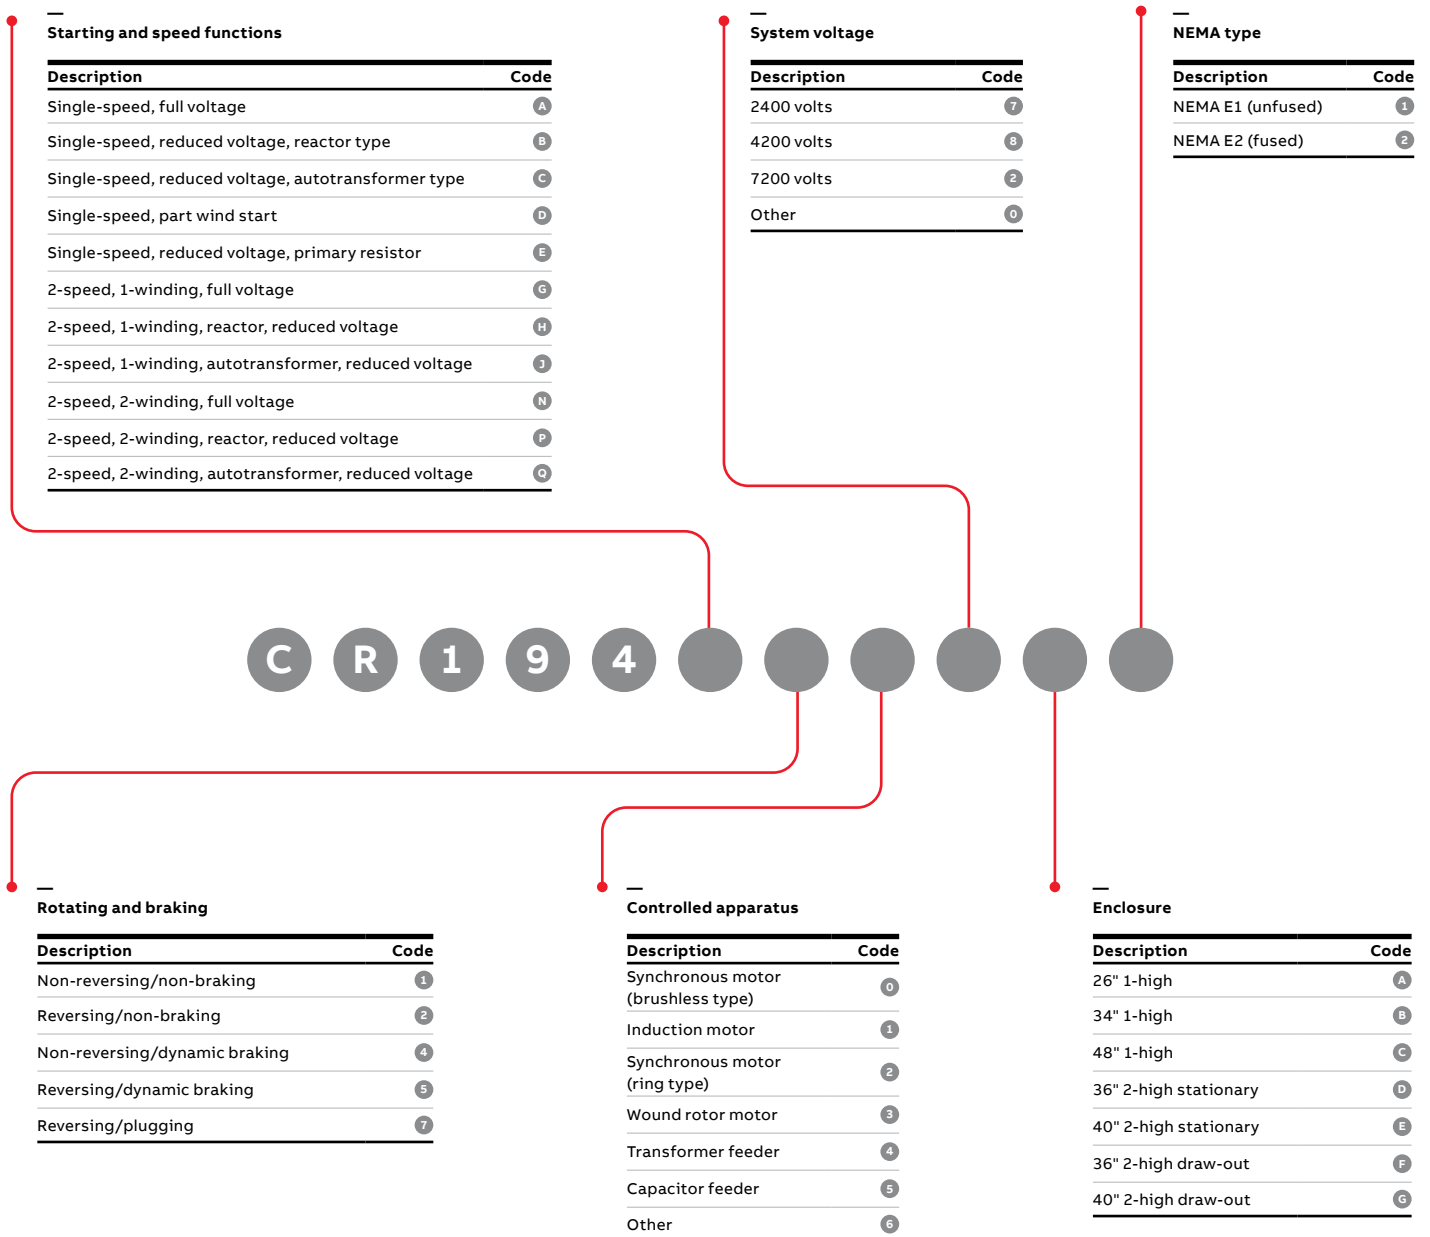 Starting and speed functions
Description Code
Single-speed, full voltage A
Single-speed, reduced voltage, reactor type B
Single-speed, reduced voltage, autotransformer type C
Single-speed, part wind start D
Single-speed, reduced voltage, primary resistor E
2-speed, 1-winding, full voltage G
2-speed, 1-winding, reactor, reduced voltage H
2-speed, 1-winding, autotransformer, reduced voltage J
2-speed, 2-winding, full voltage N
2-speed, 2-winding, reactor, reduced voltage P
2-speed, 2-winding, autotransformer, reduced voltage Q
System voltage
Description Code
2400 volts 7
4200 volts 8
7200 volts 2
Other 0
NEMA type
Description Code
NEMA E1 (unfused) 1
NEMA E2 (fused) 2
C R 1 9 4
Rotating and braking
Description Code
Non-reversing/non-braking 1
Reversing/non-braking 2
Non-reversing/dynamic braking 4
Reversing/dynamic braking 5
Reversing/plugging 7
Controlled apparatus
Description Code
Synchronous motor
(brushless type) 0
Induction motor 1
Synchronous motor
(ring type) 2
Wound rotor motor 3
Transformer feeder 4
Capacitor feeder 5
Other 6
Enclosure
Description Code
26" 1-high A
34" 1-high B
48" 1-high C
36" 2-high stationary D
40" 2-high stationary E
36" 2-high draw-out F
40" 2-high draw-out G